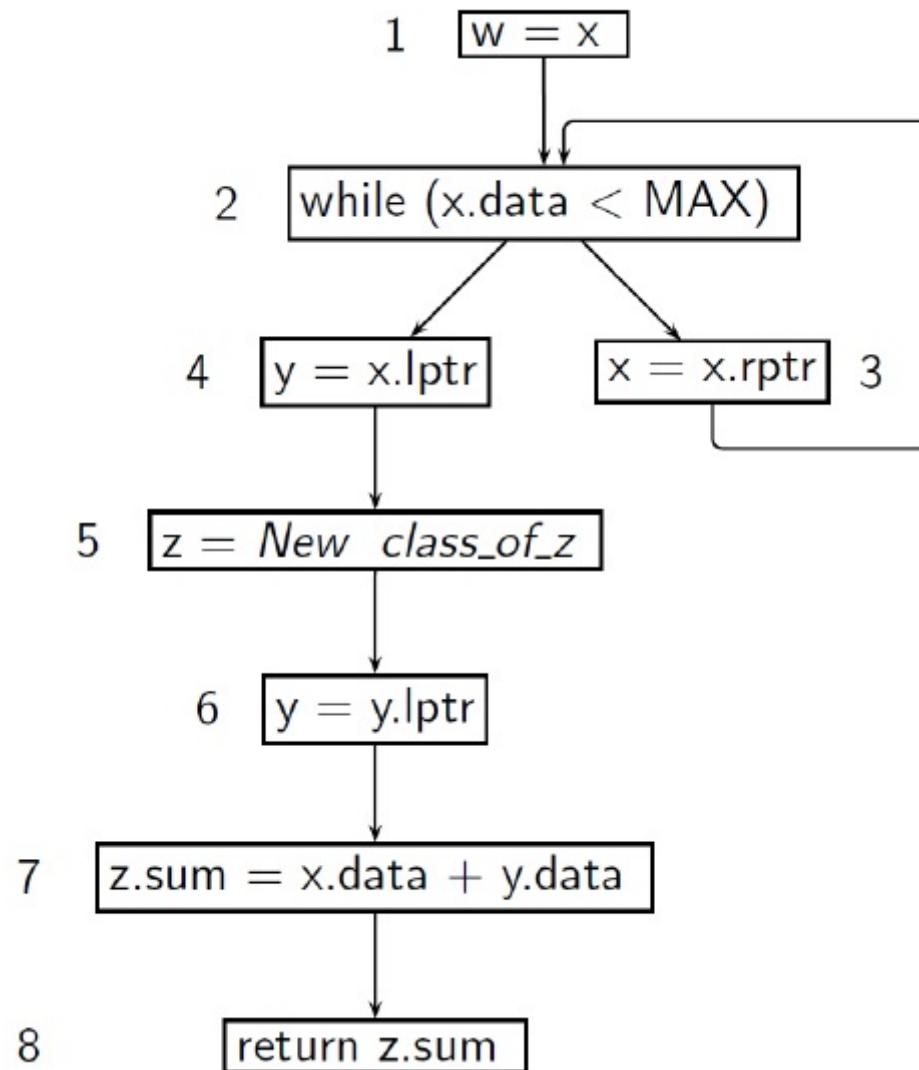 1 w = x
2 while (x.data < MAX)
4 y = x.lptr
x = x.rptr 3
5 z = New class_of_z
6 y = y.lptr
7 z.sum = x.data + y.data
8 return z.sum